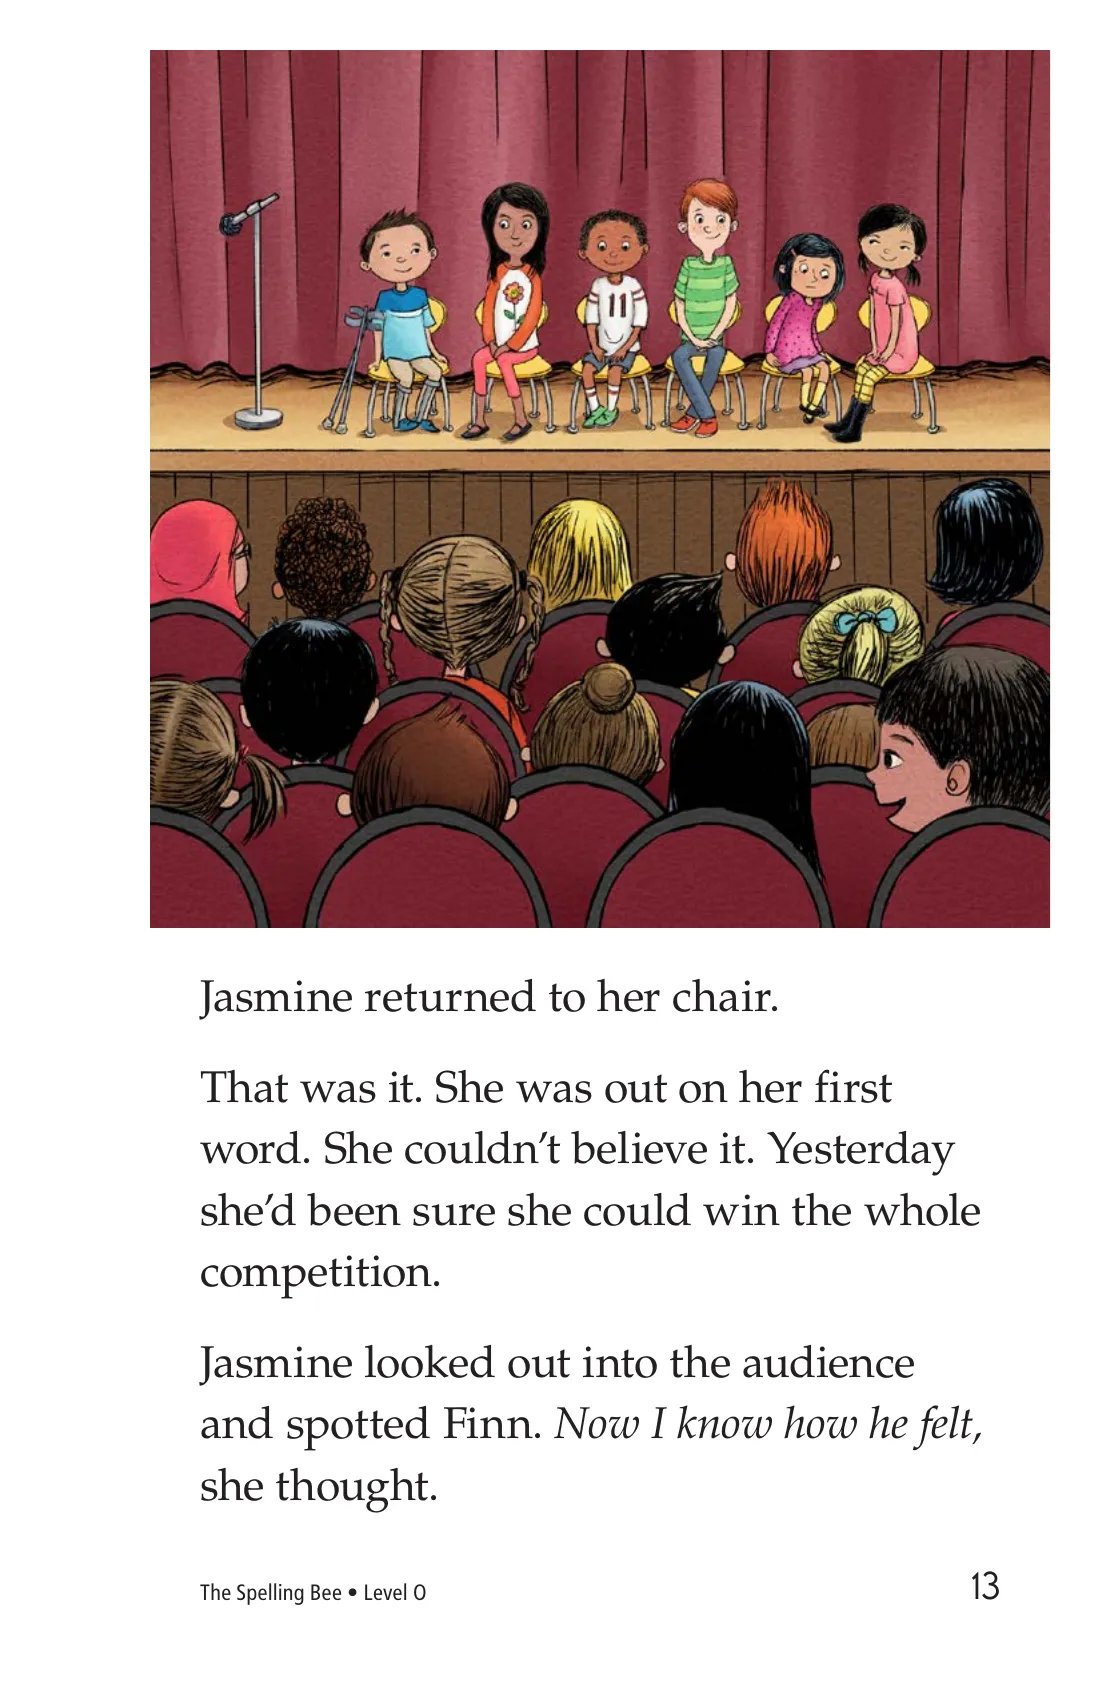 11
Jasmine returned to her chair.
That was it. She was out on her first
word. She couldn’t believe it. Yesterday
she’d been sure she could win the whole
competition.
Jasmine looked out into the audience
and spotted Finn. Now I know how he felt,
she thought.
The Spelling Bee • Level O
13